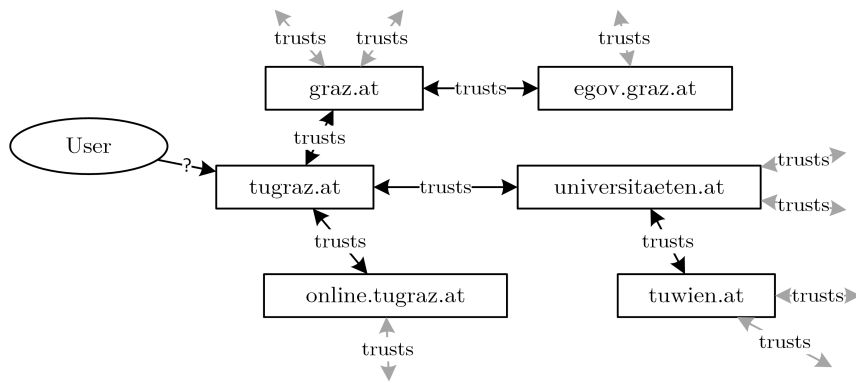 trusts trusts trusts
graz.at trusts egov.graz.at
trusts
User ?
trusts
tugraz.at trusts universitaeten.at
trusts
trusts trusts
online.tugraz.at tuwien.at trusts
trusts trusts